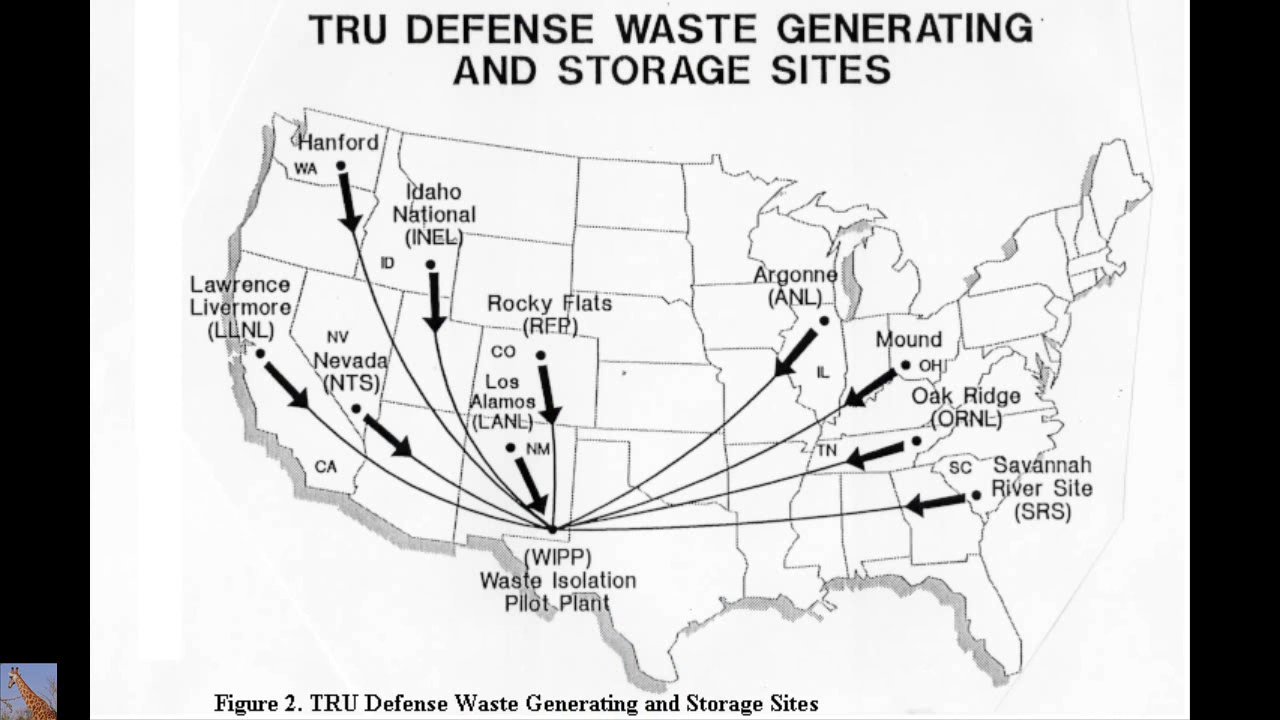 TRU DEFENSE WASTE GENERATING
AND STORAGE SITES
Hanford
WA
Idaho
National
(INEL)
ID
Lawrence
Livermore
(LLNL)
NV
Nevada
(NTS)
CA
Rocky Flats
(RFP)
CO
Los
Alamos
(LANL)
NM
Argonne
(ANL)
IL
Mound
OH
Oak Ridge
(ORNL)
TN
SC
Savannah
River Site
(SRS)
(WIPP)
Waste Isolation
Pilot Plant
Figure 2. TRU Defense Waste Generating and Storage Sites